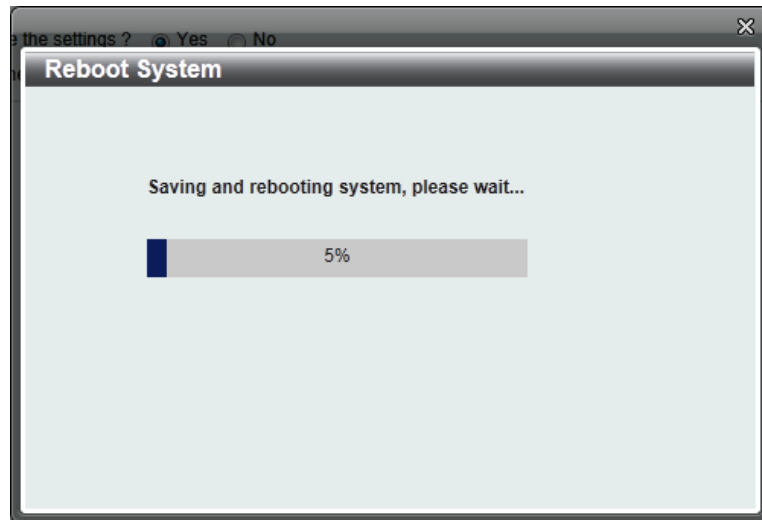 e the settings ? Yes No
Reboot System
Saving and rebooting system, please wait...
5%